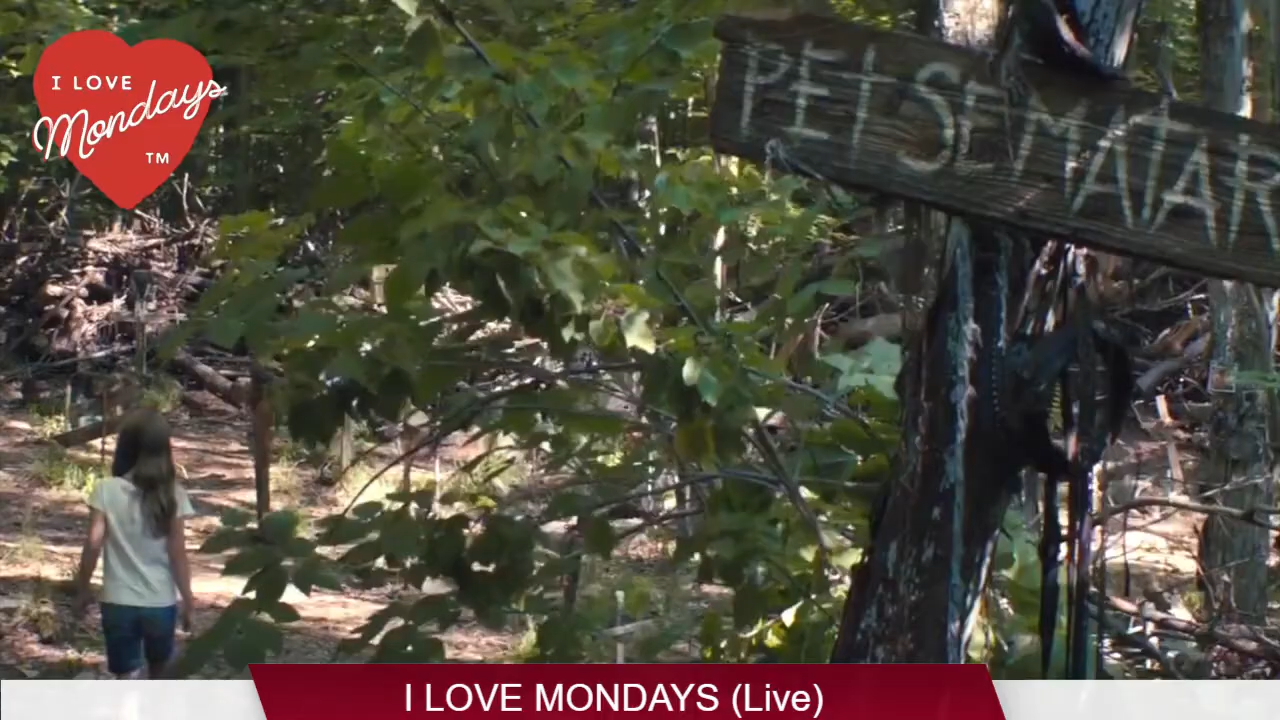 I LOVE
Mondays
TM
PET SEMATAR
I LOVE MONDAYS (Live)